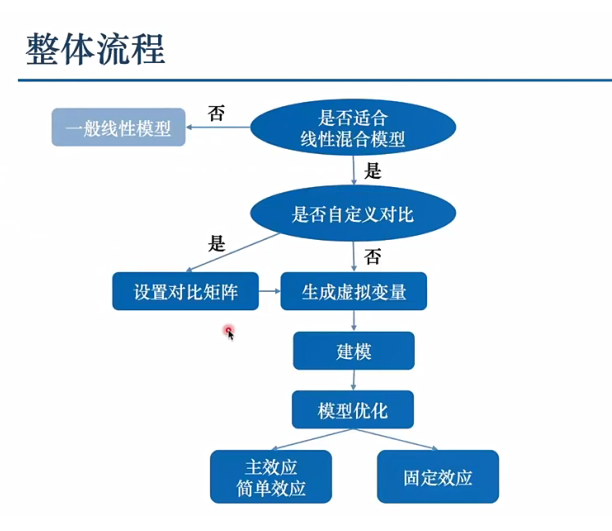 整体流程
否
一般线性模型
是否适合
线性混合模型
是
是否自定义对比
是
否
设置对比矩阵
生成虚拟变量
建模
模型优化
主效应
简单效应
固定效应